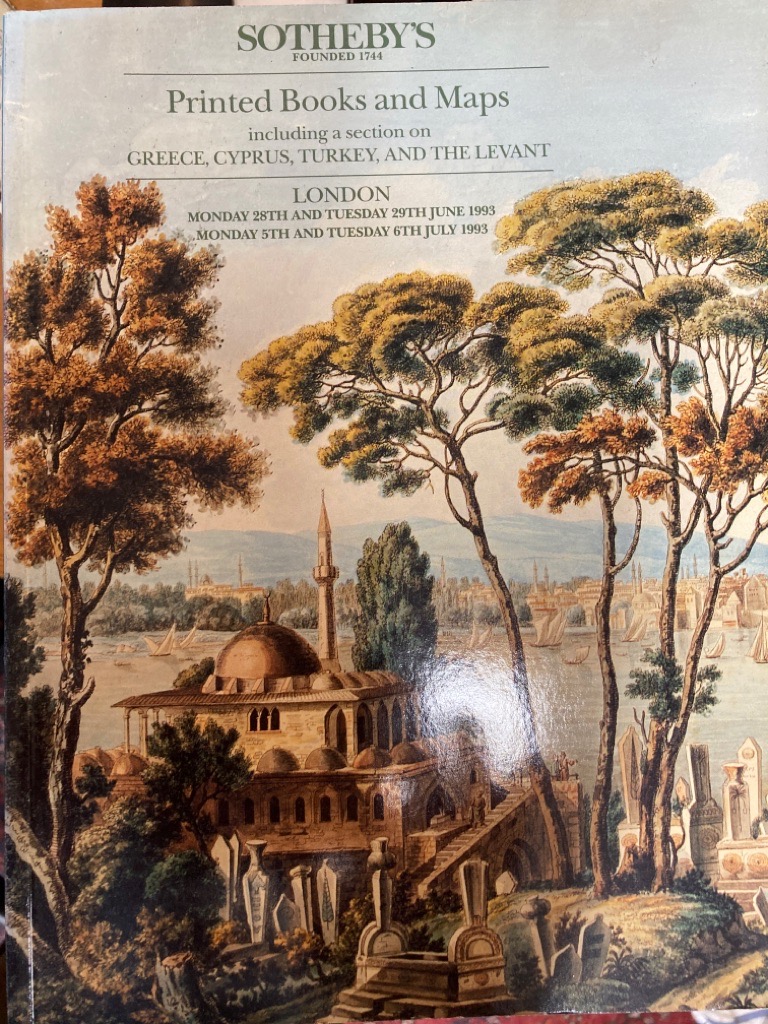 SOTHEBY'S
FOUNDED 1744
Printed Books and Maps
including a section on
GREECE, CYPRUS, TURKEY, AND THE LEVANT
LONDON
MONDAY 28TH AND TUESDAY 29TH JUNE 1993
MONDAY 5TH AND TUESDAY 6TH JULY 1993